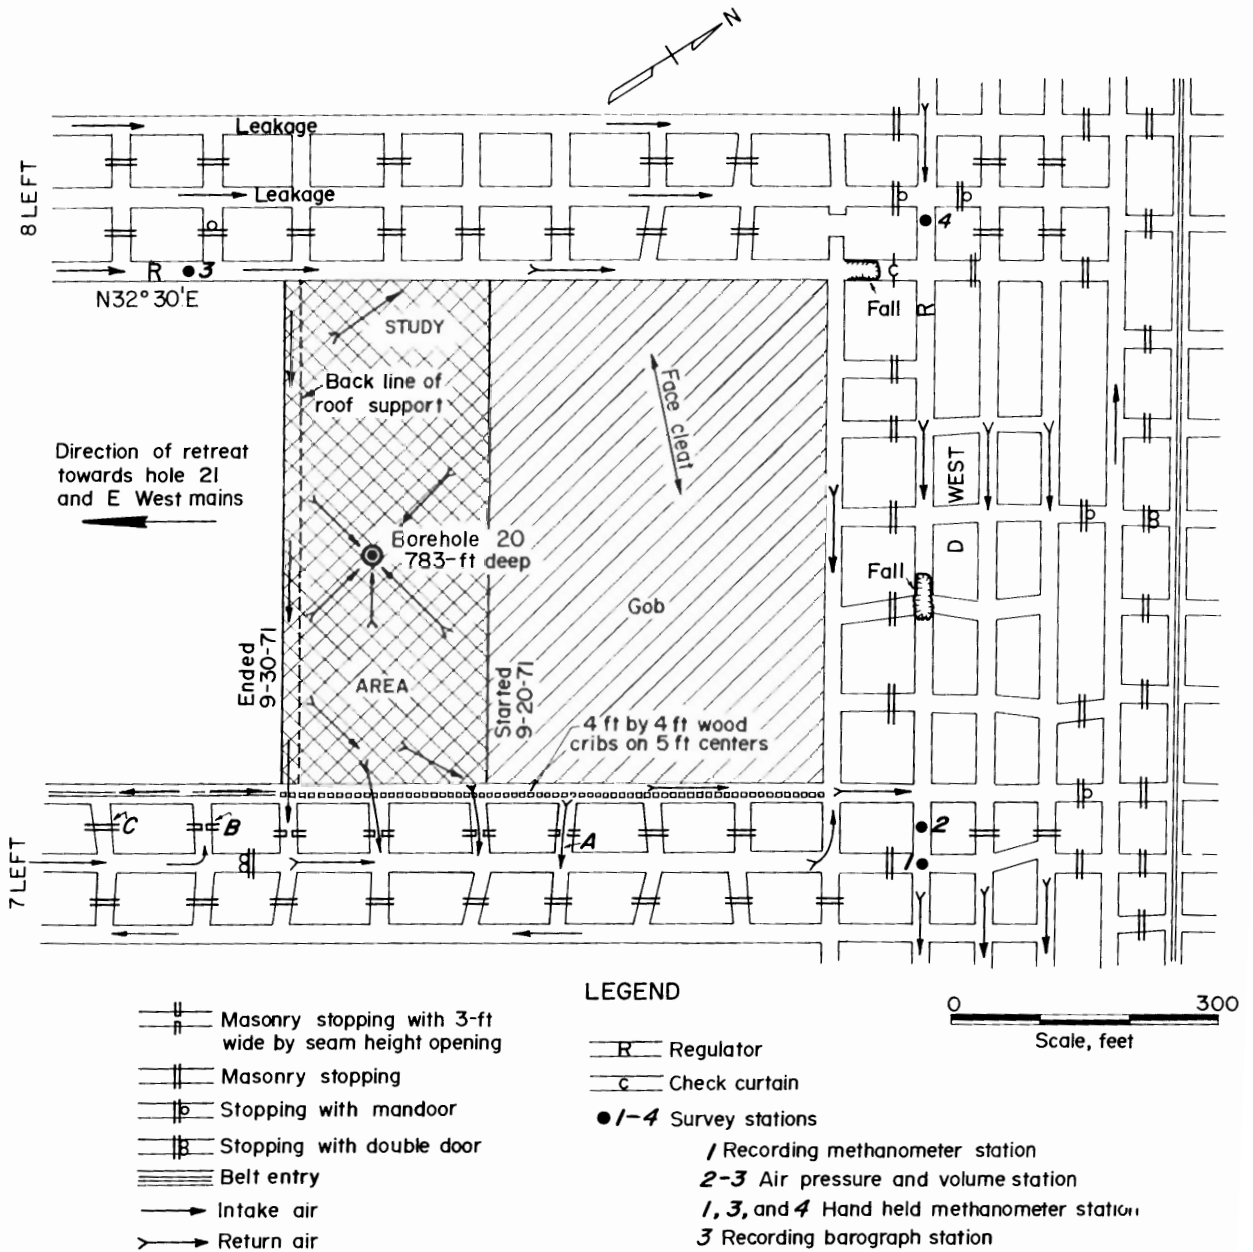 N
Leakage
Leakage
8 LEFT
4
R
3
C
N32° 30'E
Fall
R
STUDY
Back line of
roof support
Face cleat
Direction of retreat
towards hole 21
and E West mains
D WEST
Borehole 20
783-ft deep
Fall
Gob
Ended
9-30-71
AREA
Started
9-20-71
4 ft by 4 ft wood
cribs on 5 ft centers
C
B
A
2
1
7 LEFT
LEGEND
Masonry stopping with 3-ft
wide by seam height opening
Masonry stopping
Stopping with mandoor
Stopping with double door
Belt entry
Intake air
Return air
R Regulator
C Check curtain
1-4 Survey stations
1 Recording methanometer station
2-3 Air pressure and volume station
1, 3, and 4 Hand held methanometer station
3 Recording barograph station
0 300
Scale, feet